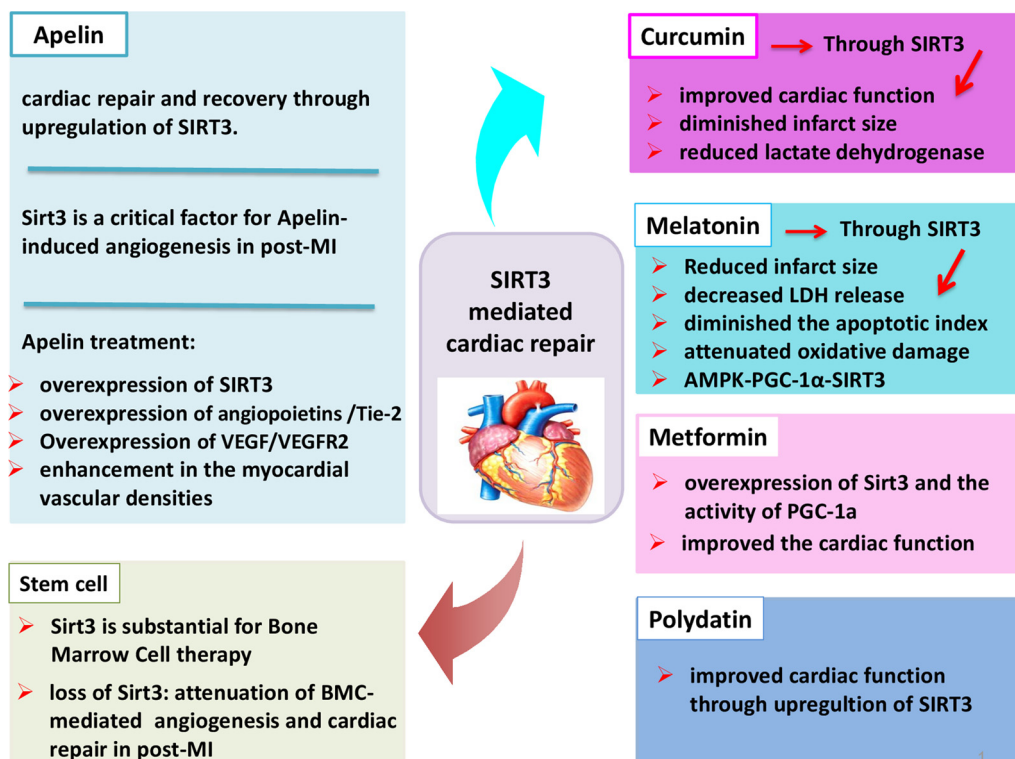 Apelin
cardiac repair and recovery through
upregulation of SIRT3.
Sirt3 is a critical factor for Apelin-
induced angiogenesis in post-MI
Apelin treatment:
overexpression of SIRT3
overexpression of angiopoietins /Tie-2
Overexpression of VEGF/VEGFR2
enhancement in the myocardial
vascular densities
Stem cell
Sirt3 is substantial for Bone
Marrow Cell therapy
loss of Sirt3: attenuation of BMC-
mediated angiogenesis and cardiac
repair in post-MI
SIRT3
mediated
cardiac repair
Curcumin
Through SIRT3
improved cardiac function
diminished infarct size
reduced lactate dehydrogenase
Melatonin
Through SIRT3
Reduced infarct size
decreased LDH release
diminished the apoptotic index
attenuated oxidative damage
AMPK-PGC-1α-SIRT3
Metformin
overexpression of Sirt3 and the
activity of PGC-1a
improved the cardiac function
Polydatin
improved cardiac function
through upregultion of SIRT3
1